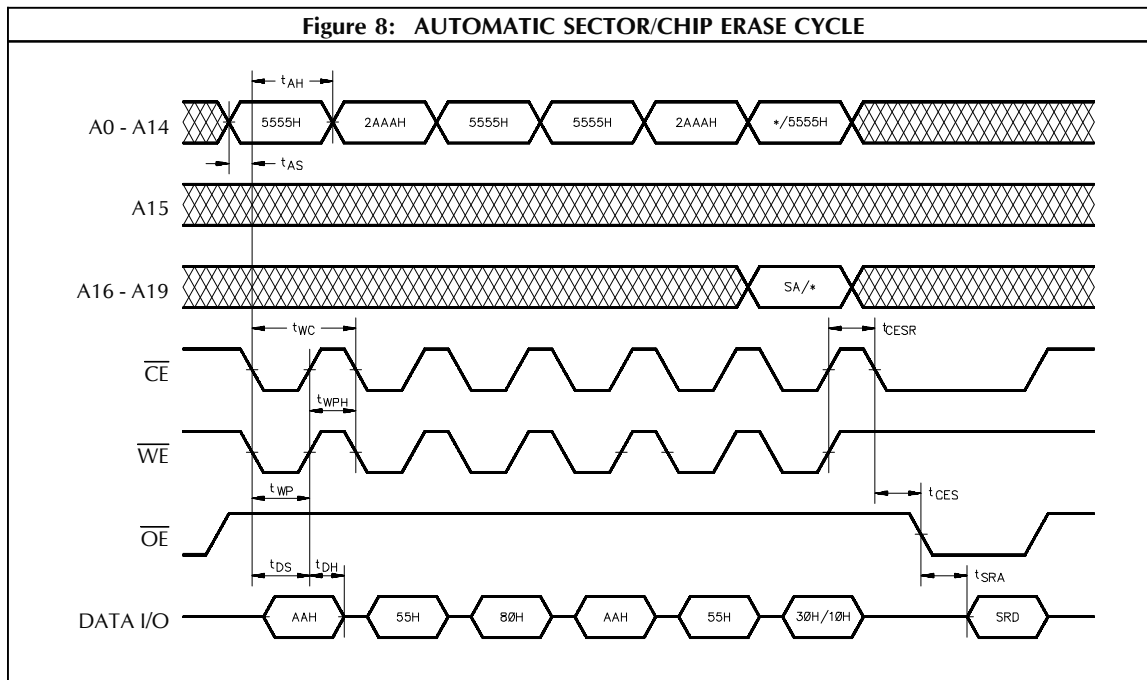 Figure 8: AUTOMATIC SECTOR/CHIP ERASE CYCLE
tAH
A0 - A14 5555H 2AAAH 5555H 5555H 2AAAH */5555H
tAS
A15
A16 - A19 SA/*
tWC tCESR
CE
tWPH
WE
tWP tCES
OE
tDS tDH tSRA
DATA I/O AAH 55H 80H AAH 55H 30H/10H SRD